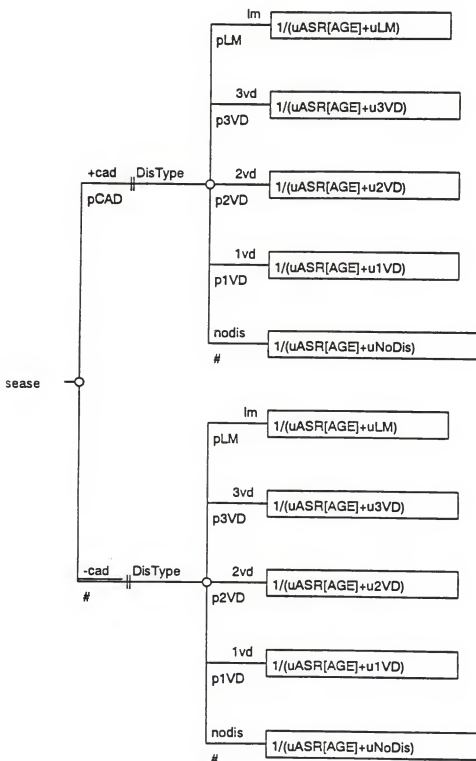 lm
1/(uASR[AGE]+uLM)
pLM
3vd
1/(uASR[AGE]+u3VD)
p3VD
+cad
DisType
2vd
1/(uASR[AGE]+u2VD)
pCAD
p2VD
1vd
1/(uASR[AGE]+u1VD)
p1VD
nodis
1/(uASR[AGE]+uNoDis)
#
sease
lm
1/(uASR[AGE]+uLM)
pLM
3vd
1/(uASR[AGE]+u3VD)
p3VD
-cad
DisType
2vd
1/(uASR[AGE]+u2VD)
#
p2VD
1vd
1/(uASR[AGE]+u1VD)
p1VD
nodis
1/(uASR[AGE]+uNoDis)
#